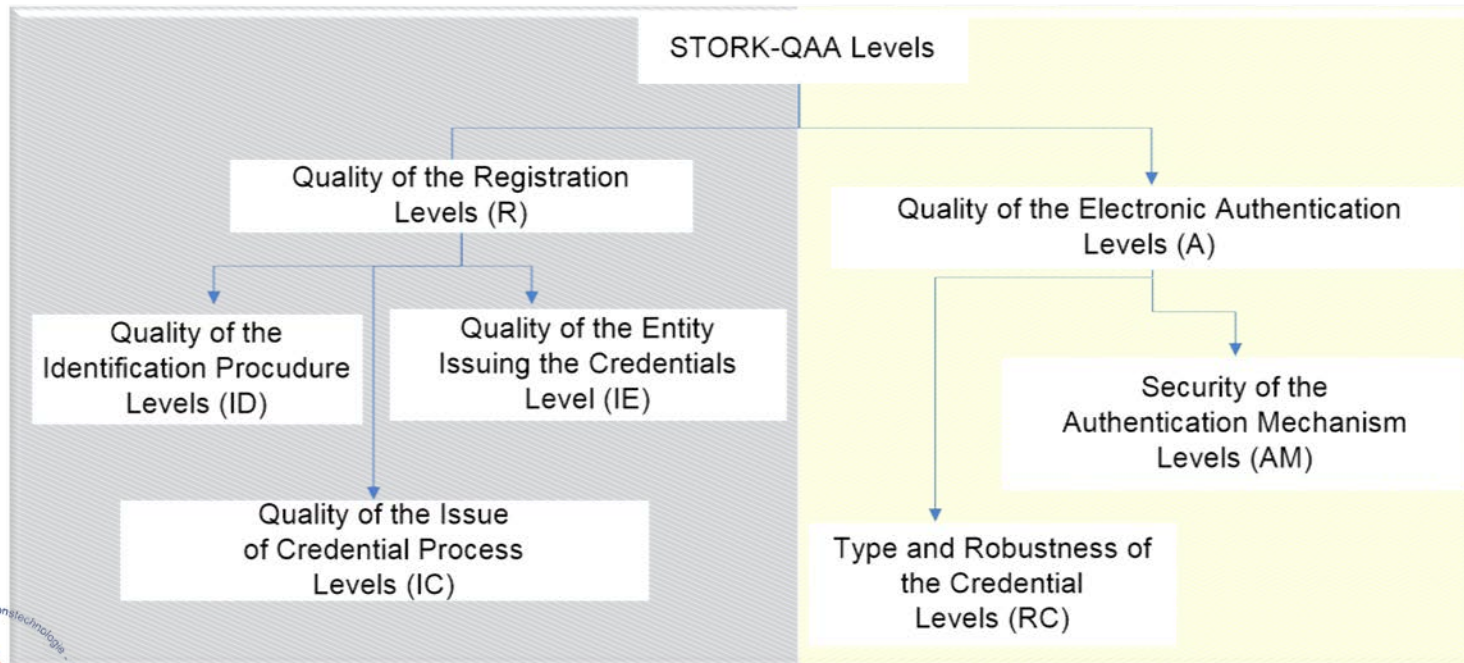 STORK-QAA Levels
Quality of the Registration
Levels (R)
Quality of the Electronic Authentication
Levels (A)
Quality of the
Identification Procudure
Levels (ID)
Quality of the Entity
Issuing the Credentials
Level (IE)
Security of the
Authentication Mechanism
Levels (AM)
Quality of the Issue
of Credential Process
Levels (IC)
Type and Robustness of
the Credential
Levels (RC)